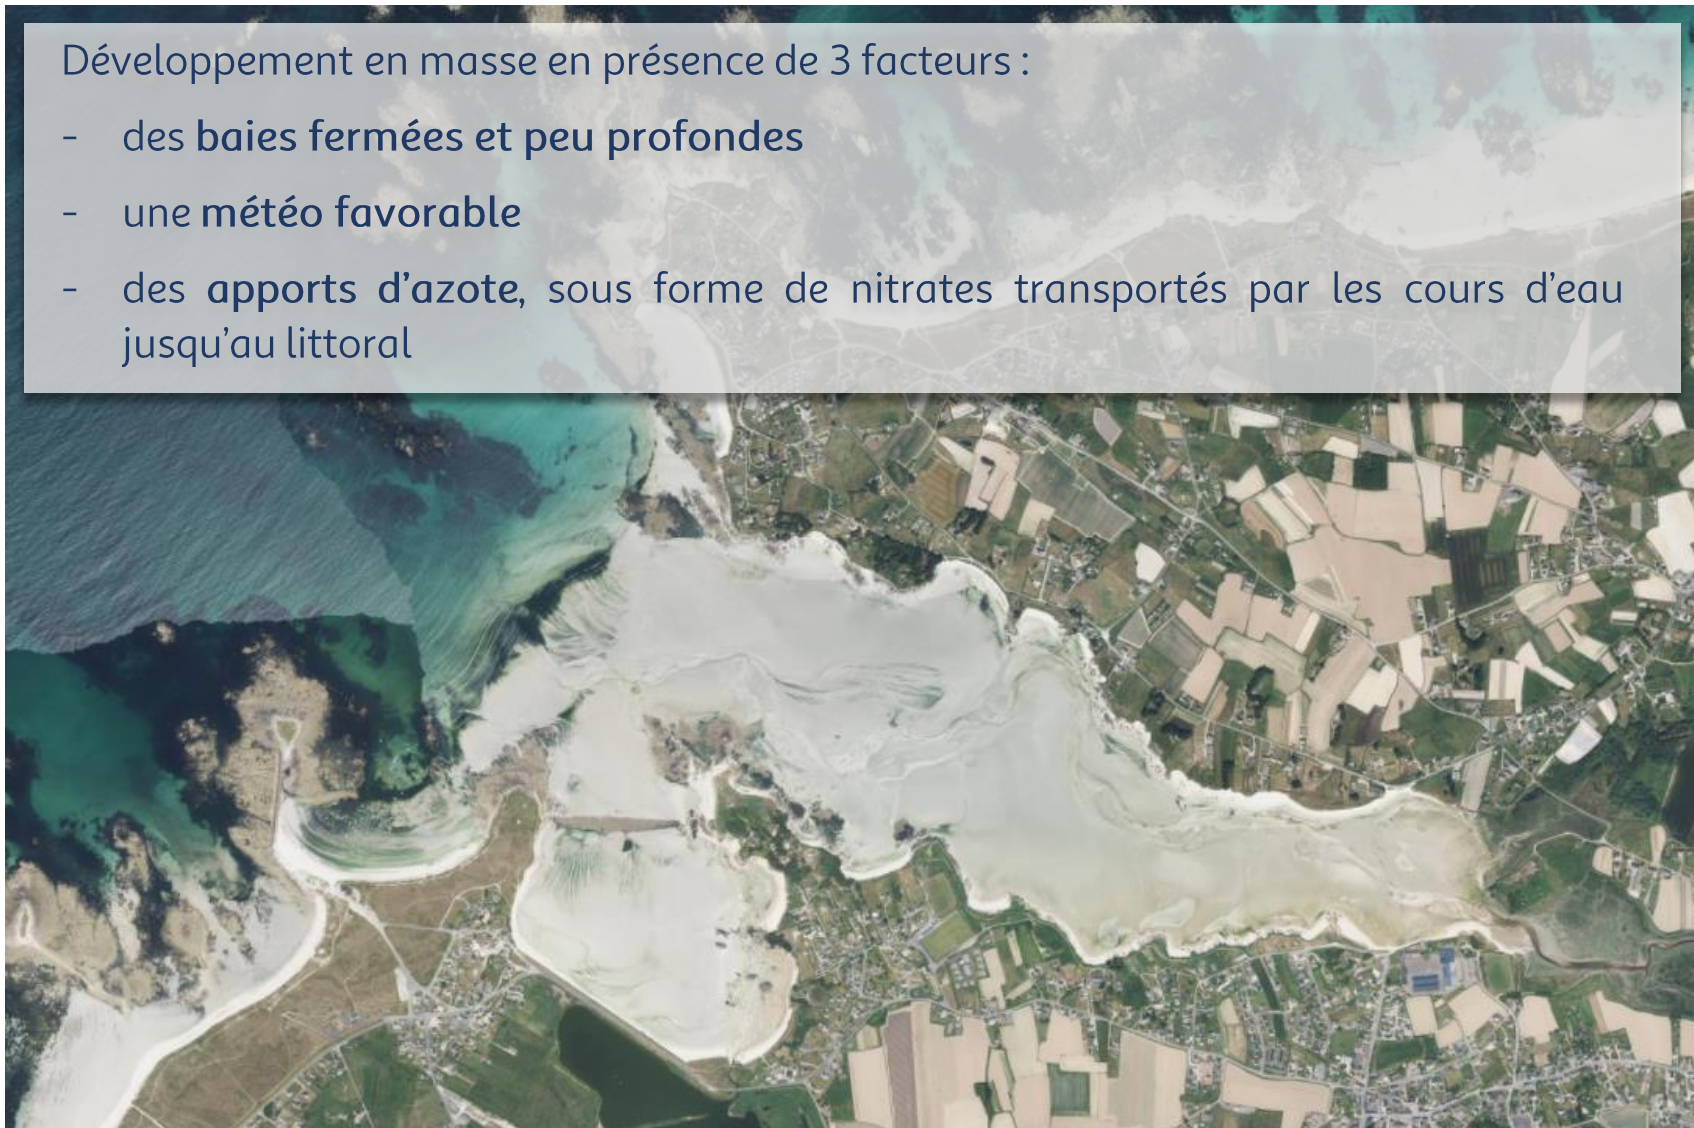 Développement en masse en présence de 3 facteurs :
- des baies fermées et peu profondes
- une météo favorable
- des apports d’azote, sous forme de nitrates transportés par les cours d’eau
jusqu’au littoral